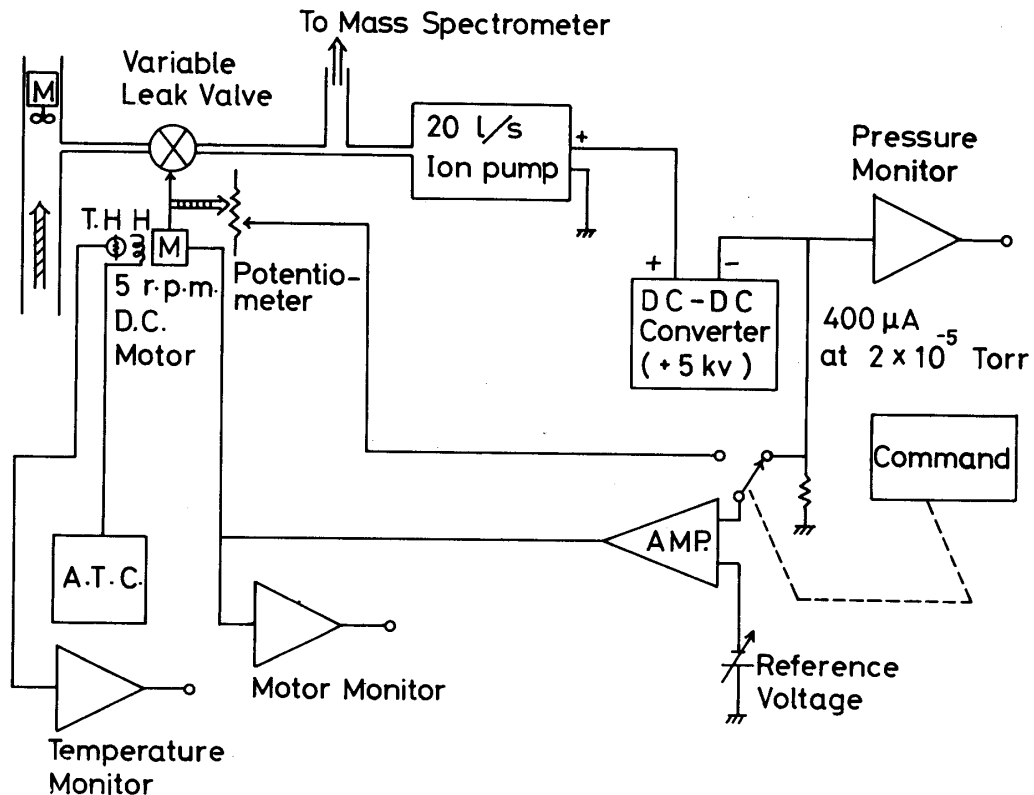 To Mass Spectrometer
Variable
Leak Valve
M
20 l/s
Ion pump
+
Pressure
Monitor
T.H H
M
5 r.p.m.
D.C.
Motor
Potentio-
meter
+ -
DC-DC
Converter
(+5 kv)
400 μA
at 2 x 10⁻⁵ Torr
Command
AMP.
A.T.C.
Motor Monitor
Reference
Voltage
Temperature
Monitor